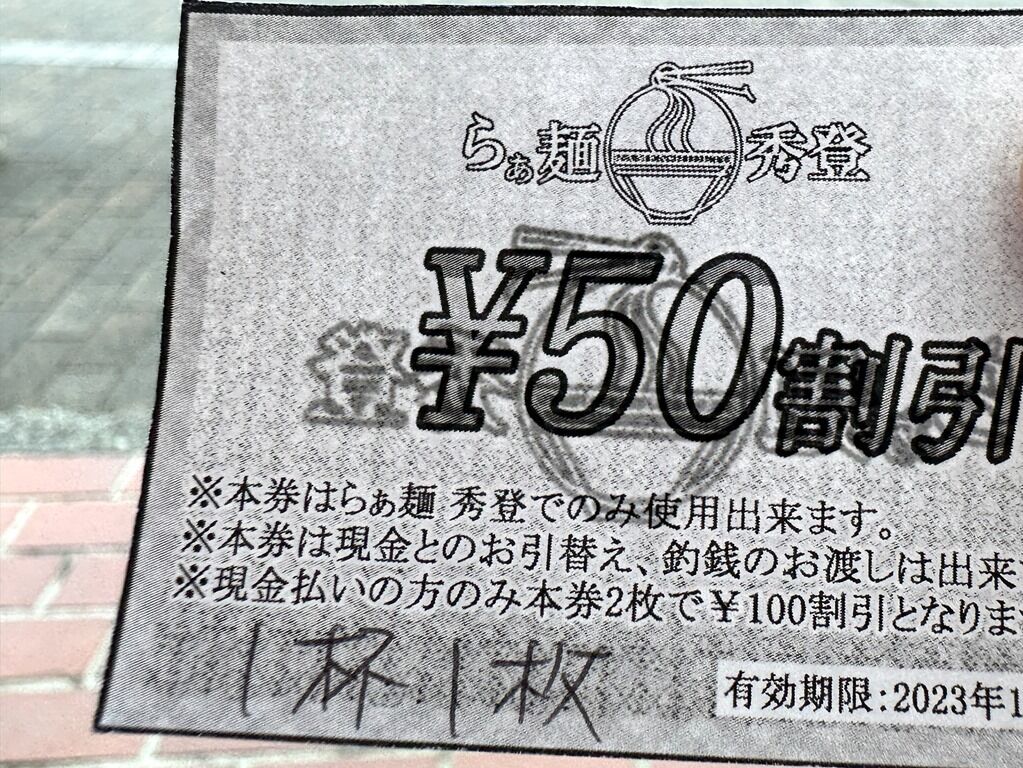 らぁ麺 秀登
¥50割引
※本券はらぁ麺 秀登でのみ使用出来ます。
※本券は現金とのお引替え、釣銭のお渡しは出来
※現金払いの方のみ本券2枚で¥100割引となりま
1杯1枚
有効期限:2023年1